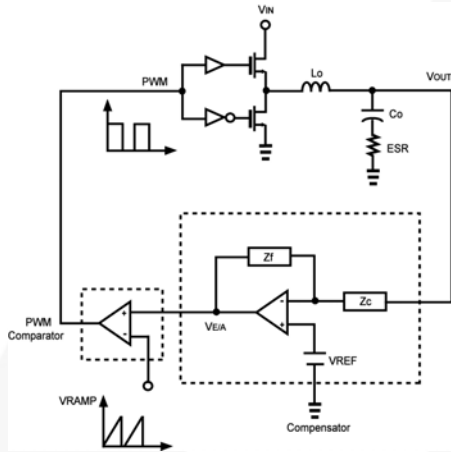 VIN
PWM
Lo
VOUT
Co
ESR
Zf
Zc
-
+
VE/A
VREF
Compensator
+
-
PWM
Comparator
VRAMP